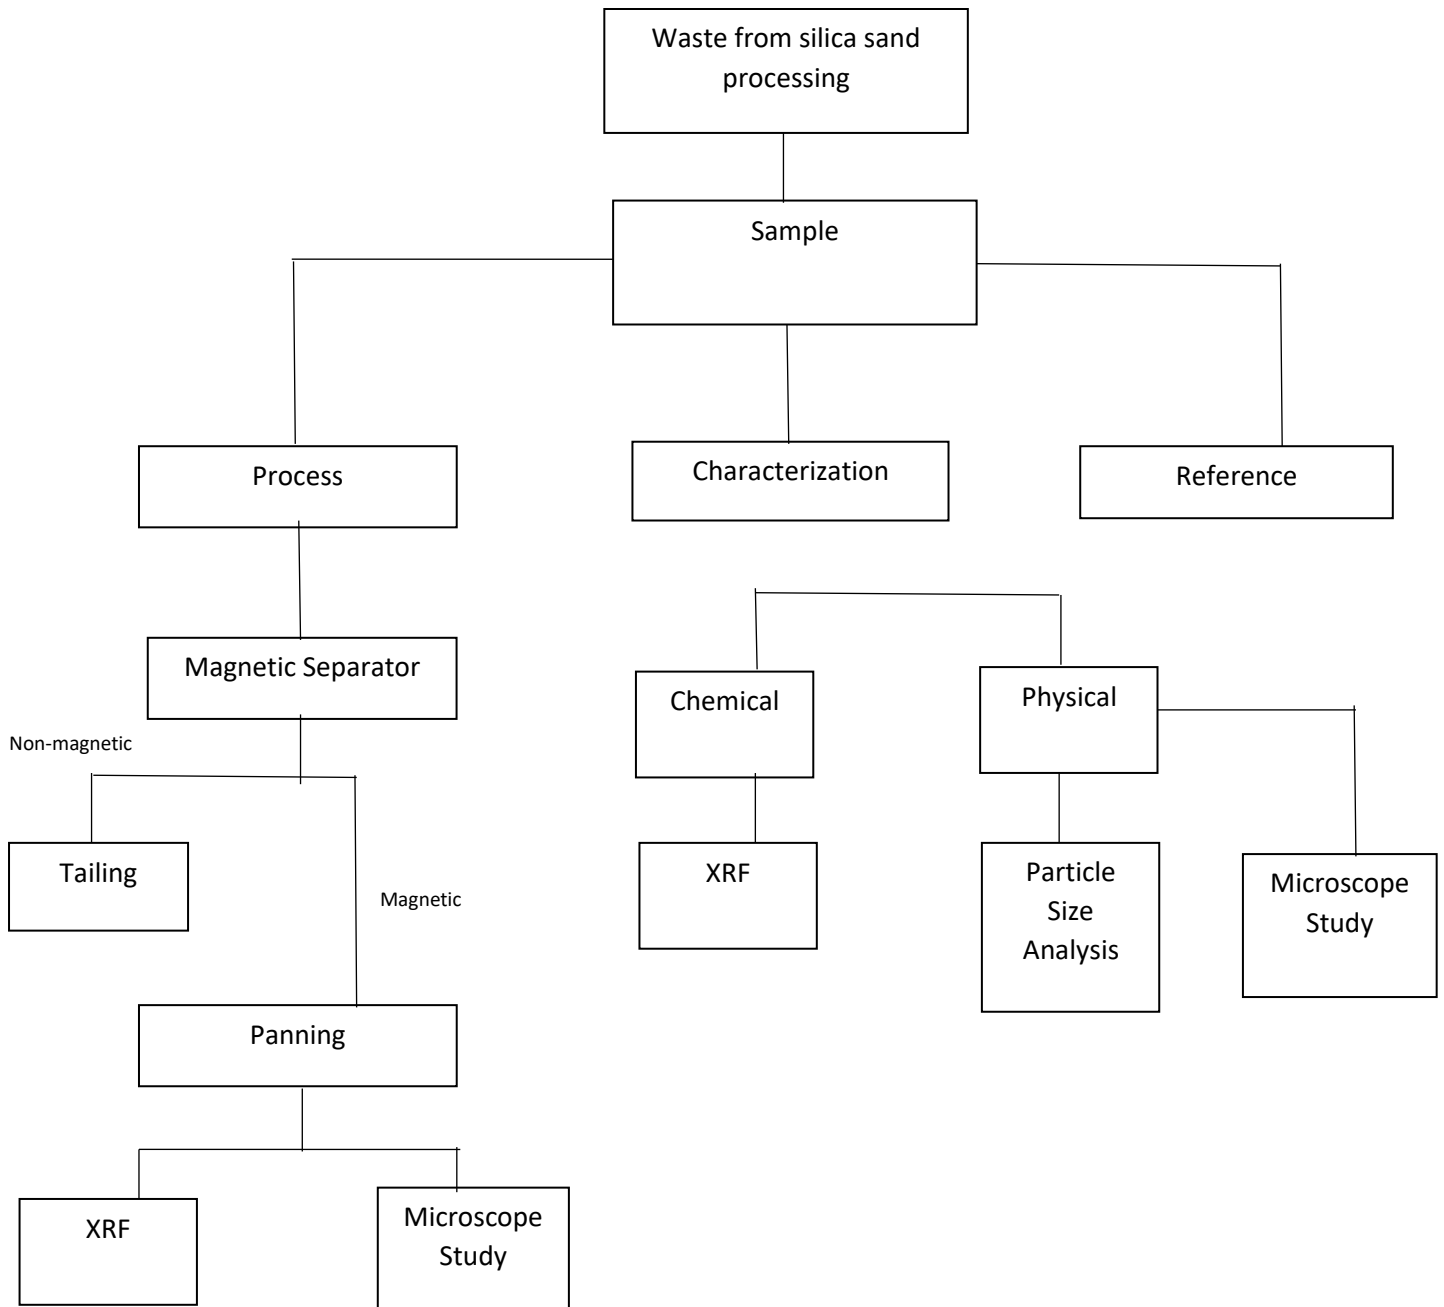 Waste from silica sand
processing
Sample
Process
Characterization
Reference
Magnetic Separator
Chemical
Physical
Non-magnetic
Tailing
XRF
Particle
Size
Analysis
Microscope
Study
Magnetic
Panning
XRF
Microscope
Study